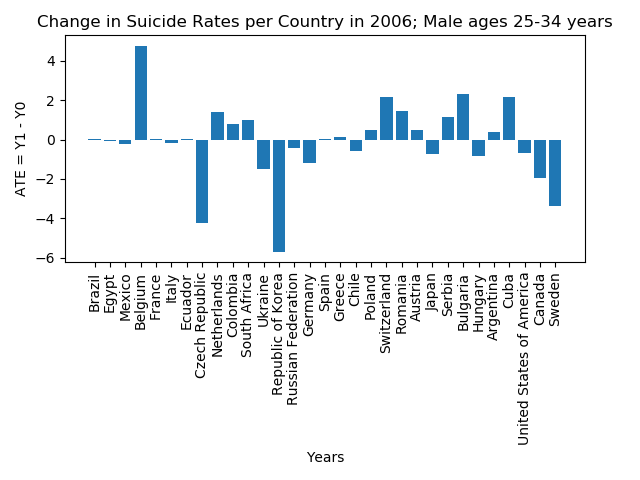 Change in Suicide Rates per Country in 2006; Male ages 25-34 years
ATE = Y1 - Y0
4
2
0
−2
−4
−6
Brazil
Egypt
Mexico
Belgium
France
Italy
Ecuador
Czech Republic
Netherlands
Colombia
South Africa
Ukraine
Republic of Korea
Russian Federation
Germany
Spain
Greece
Chile
Poland
Switzerland
Romania
Austria
Japan
Serbia
Bulgaria
Hungary
Argentina
Cuba
United States of America
Canada
Sweden
Years